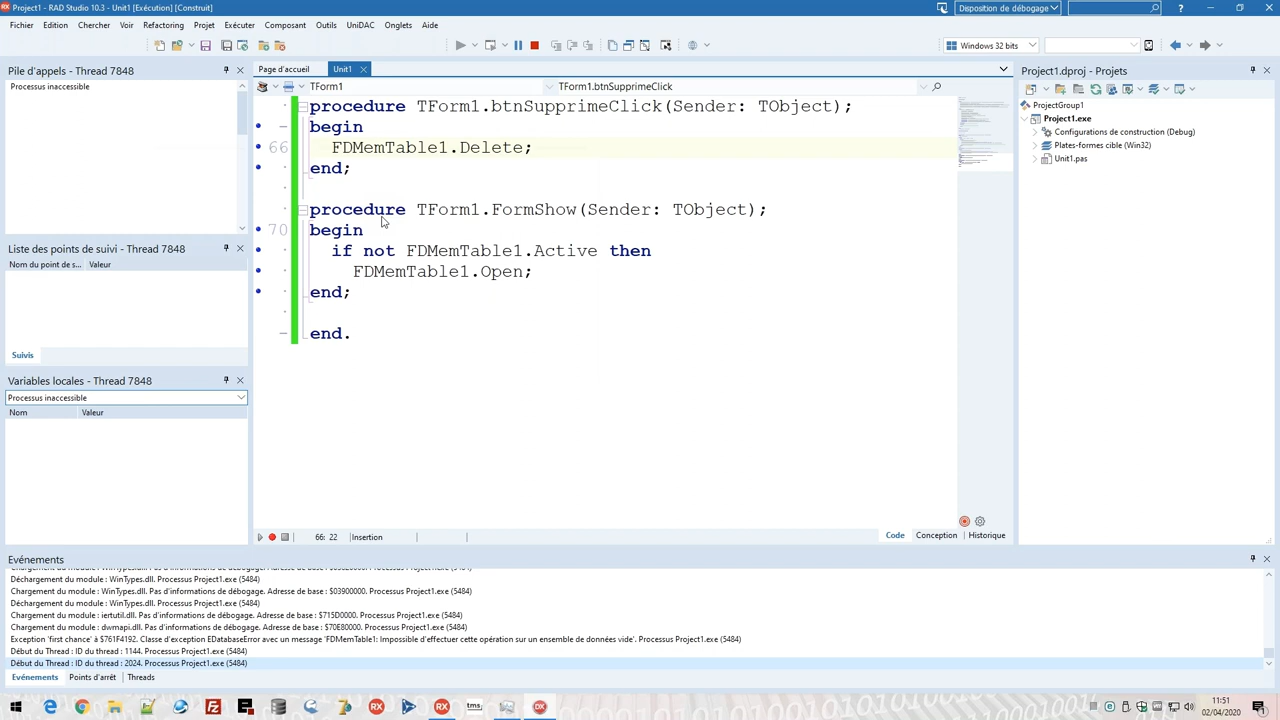 Project1 - RAD Studio 10.3 - Unit1 [Exécution] [Construit]
Disposition de débogage
Fichier Edition Chercher Voir Refactoring Projet Exécuter Composant Outils UniDAC Onglets Aide
Windows 32 bits
Pile d'appels - Thread 7848
Processus inaccessible
Liste des points de suivi - Thread 7848
Nom du point de s... Valeur
Suivis
Variables locales - Thread 7848
Processus inaccessible
Nom Valeur
Page d'accueil Unit1
TForm1 TForm1.btnSupprimeClick
procedure TForm1.btnSupprimeClick(Sender: TObject);
begin
66 FDMemTable1.Delete;
end;
procedure TForm1.FormShow(Sender: TObject);
70 begin
if not FDMemTable1.Active then
FDMemTable1.Open;
end;
end.
66: 22 Insertion
Code Conception Historique
Project1.dproj - Projets
ProjectGroup1
Project1.exe
Configurations de construction (Debug)
Plates-formes cible (Win32)
Unit1.pas
Evénements
Déchargement du module : WinTypes.dll. Processus Project1.exe (5484)
Chargement du module : WinTypes.dll. Pas d'informations de débogage. Adresse de base : $03900000. Processus Project1.exe (5484)
Déchargement du module : WinTypes.dll. Processus Project1.exe (5484)
Chargement du module : iertutil.dll. Pas d'informations de débogage. Adresse de base : $715D0000. Processus Project1.exe (5484)
Chargement du module : dwmapi.dll. Pas d'informations de débogage. Adresse de base : $70E80000. Processus Project1.exe (5484)
Exception 'first chance' à $761F4192. Classe d'exception EDatabaseError avec un message 'FDMemTable1: Impossible d'effectuer cette opération sur un ensemble de données vide'. Processus Project1.exe (5484)
Début du Thread : ID du thread : 1144. Processus Project1.exe (5484)
Début du Thread : ID du thread : 2024. Processus Project1.exe (5484)
Evénements Points d'arrêt Threads
tms
11:51
02/04/2020